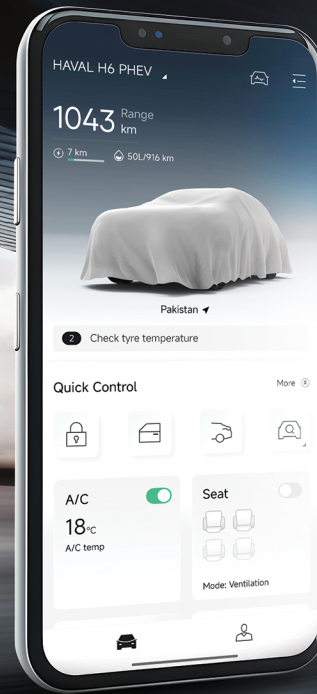 HAVAL H6 PHEV
1043 Range km
7 km 50L/916 km
Pakistan
2 Check tyre temperature
Quick Control More
A/C
18°C
A/C temp
Seat
Mode: Ventilation